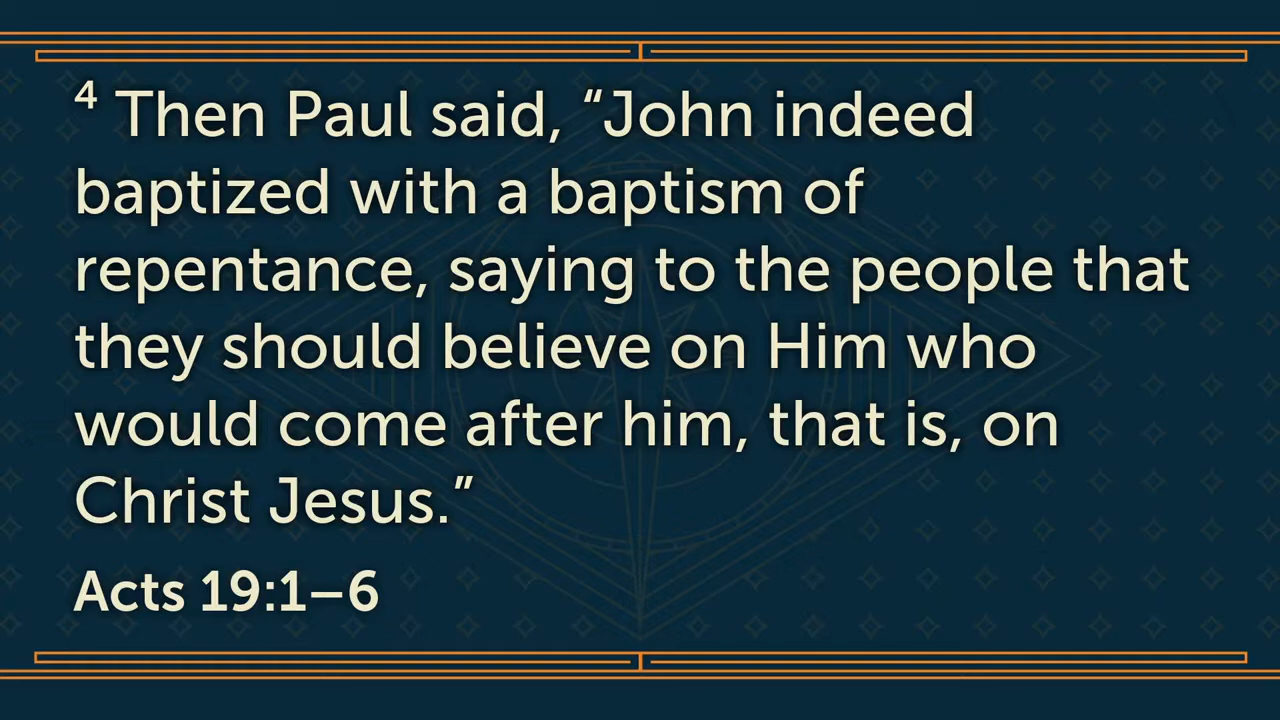 4 Then Paul said, “John indeed
baptized with a baptism of
repentance, saying to the people that
they should believe on Him who
would come after him, that is, on
Christ Jesus.”
Acts 19:1–6